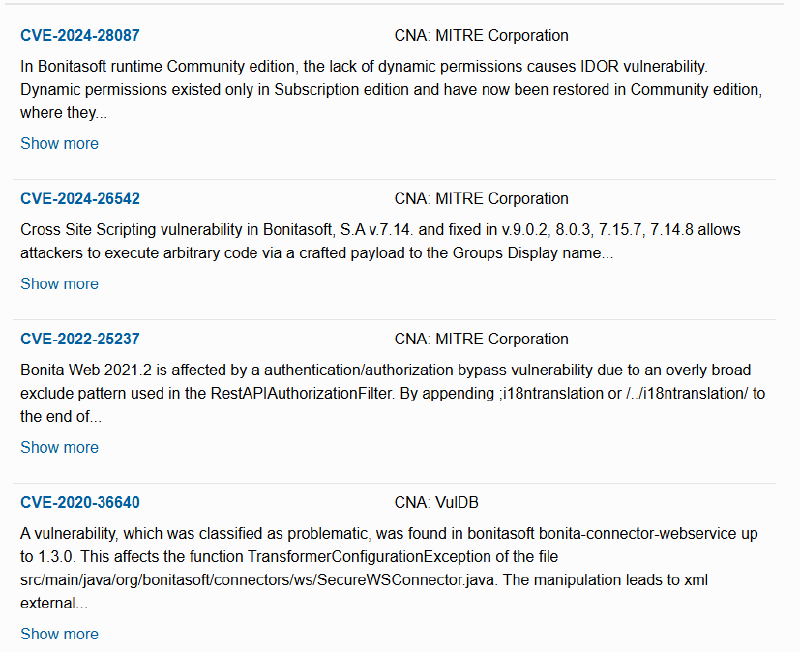 CVE-2024-28087 CNA: MITRE Corporation
In Bonitasoft runtime Community edition, the lack of dynamic permissions causes IDOR vulnerability.
Dynamic permissions existed only in Subscription edition and have now been restored in Community edition,
where they...
Show more
CVE-2024-26542 CNA: MITRE Corporation
Cross Site Scripting vulnerability in Bonitasoft, S.A v.7.14. and fixed in v.9.0.2, 8.0.3, 7.15.7, 7.14.8 allows
attackers to execute arbitrary code via a crafted payload to the Groups Display name...
Show more
CVE-2022-25237 CNA: MITRE Corporation
Bonita Web 2021.2 is affected by a authentication/authorization bypass vulnerability due to an overly broad
exclude pattern used in the RestAPIAuthorizationFilter. By appending ;i18ntranslation or /../i18ntranslation/ to
the end of...
Show more
CVE-2020-36640 CNA: VulDB
A vulnerability, which was classified as problematic, was found in bonitasoft bonita-connector-webservice up
to 1.3.0. This affects the function TransformerConfigurationException of the file
src/main/java/org/bonitasoft/connectors/ws/SecureWSConnector.java. The manipulation leads to xml
external...
Show more